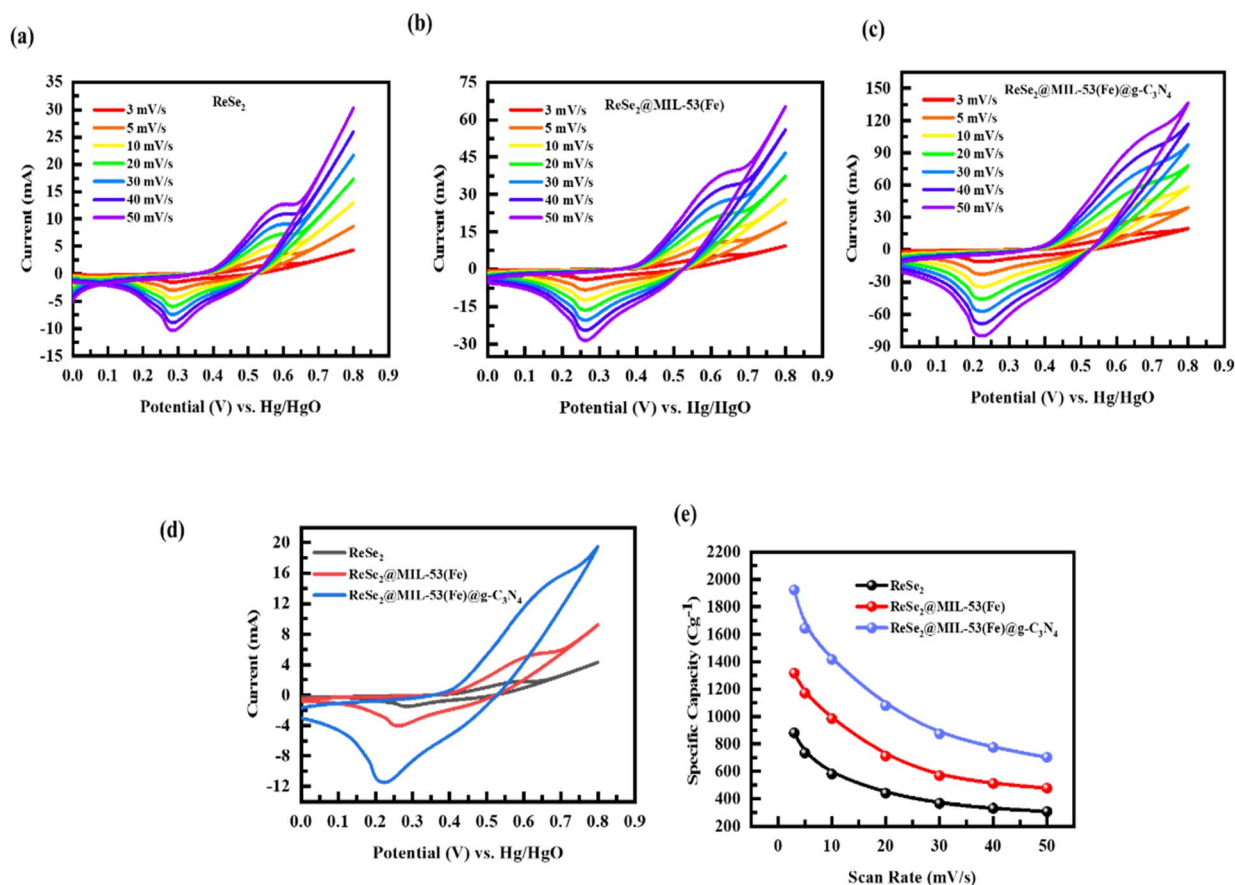 (a)
ReSe₂
3 mV/s
5 mV/s
10 mV/s
20 mV/s
30 mV/s
40 mV/s
50 mV/s
35
30
25
20
15
10
5
0
-5
-10
-15
0.0 0.1 0.2 0.3 0.4 0.5 0.6 0.7 0.8 0.9
Current (mA)
Potential (V) vs. Hg/HgO
(b)
ReSe₂@MIL-53(Fe)
3 mV/s
5 mV/s
10 mV/s
20 mV/s
30 mV/s
40 mV/s
50 mV/s
75
60
45
30
15
0
-15
-30
0.0 0.1 0.2 0.3 0.4 0.5 0.6 0.7 0.8 0.9
Current (mA)
Potential (V) vs. Hg/HgO
(c)
ReSe₂@MIL-53(Fe)@g-C₃N₄
3 mV/s
5 mV/s
10 mV/s
20 mV/s
30 mV/s
40 mV/s
50 mV/s
150
120
90
60
30
0
-30
-60
-90
0.0 0.1 0.2 0.3 0.4 0.5 0.6 0.7 0.8 0.9
Current (mA)
Potential (V) vs. Hg/HgO
(d)
ReSe₂
ReSe₂@MIL-53(Fe)
ReSe₂@MIL-53(Fe)@g-C₃N₄
20
16
12
8
4
0
-4
-8
-12
0.0 0.1 0.2 0.3 0.4 0.5 0.6 0.7 0.8 0.9
Current (mA)
Potential (V) vs. Hg/HgO
(e)
ReSe₂
ReSe₂@MIL-53(Fe)
ReSe₂@MIL-53(Fe)@g-C₃N₄
2200
2000
1800
1600
1400
1200
1000
800
600
400
200
0 10 20 30 40 50
Specific Capacity (Cg⁻¹)
Scan Rate (mV/s)